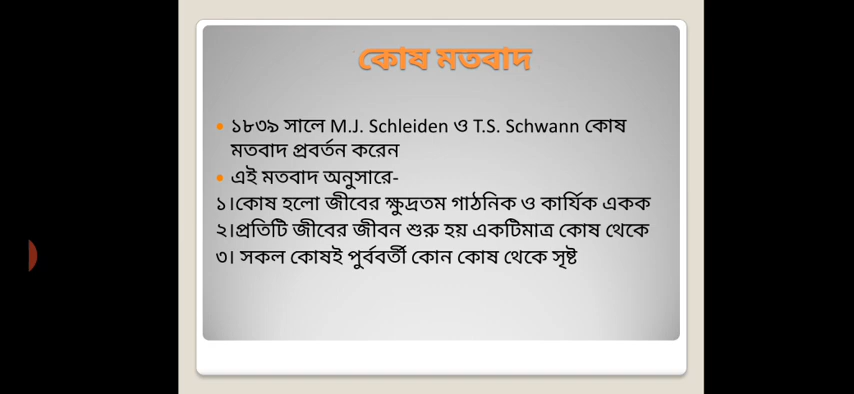 কোষ মতবাদ
• ১৮৩৯ সালে M.J. Schleiden ও T.S. Schwann কোষ
মতবাদ প্রবর্তন করেন
• এই মতবাদ অনুসারে-
১।কোষ হলো জীবের ক্ষুদ্রতম গাঠনিক ও কার্যিক একক
২।প্রতিটি জীবের জীবন শুরু হয় একটিমাত্র কোষ থেকে
৩। সকল কোষই পুর্ববর্তী কোন কোষ থেকে সৃষ্ট